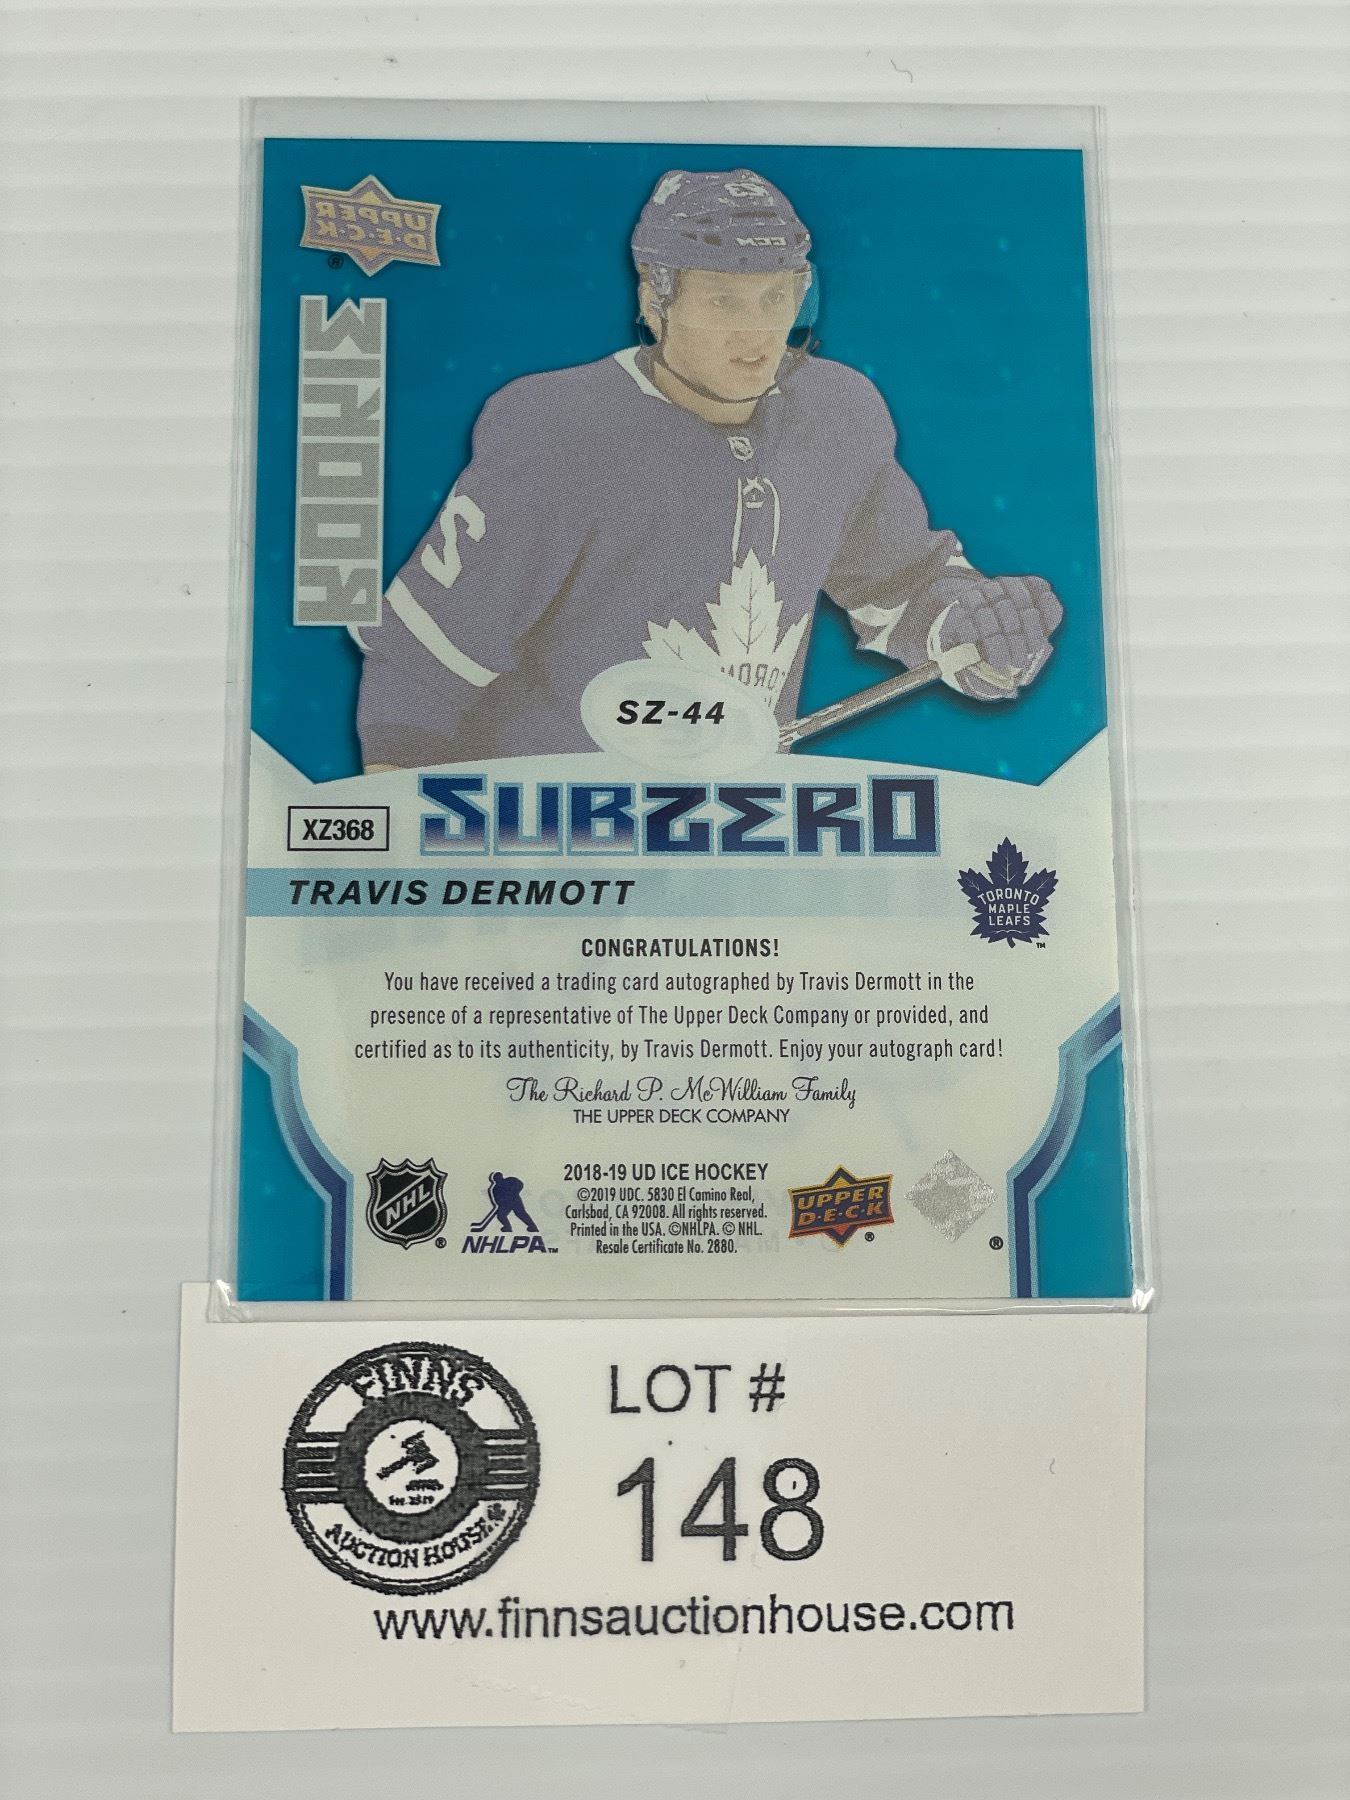 UPPER
D·E·C·K
®
ROOKIE
CCM
S
TORO
SZ-44
SUBZERO
XZ368
TRAVIS DERMOTT
TORONTO
MAPLE
LEAFS
™
CONGRATULATIONS!
You have received a trading card autographed by Travis Dermott in the
presence of a representative of The Upper Deck Company or provided, and
certified as to its authenticity, by Travis Dermott. Enjoy your autograph card!
The Richard P. McWilliam Family
THE UPPER DECK COMPANY
NHL
®
NHLPA™
2018-19 UD ICE HOCKEY
©2019 UDC. 5830 El Camino Real,
Carlsbad, CA 92008. All rights reserved.
Printed in the USA. ©NHLPA. © NHL.
Resale Certificate No. 2880.
UPPER
D·E·C·K
®
®
FINNS
AUCTION HOUSE
LOT #
148
www.finnsauctionhouse.com